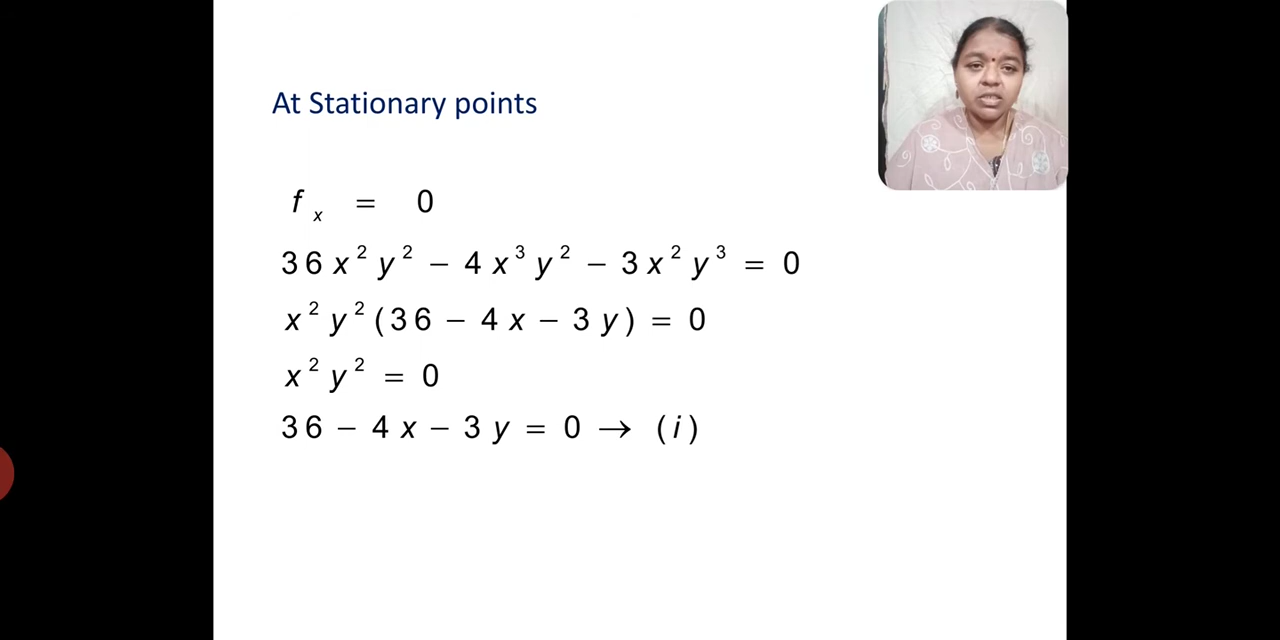 At Stationary points
f_x = 0
36x²y² − 4x³y² − 3x²y³ = 0
x²y²(36 − 4x − 3y) = 0
x²y² = 0
36 − 4x − 3y = 0 → (i)